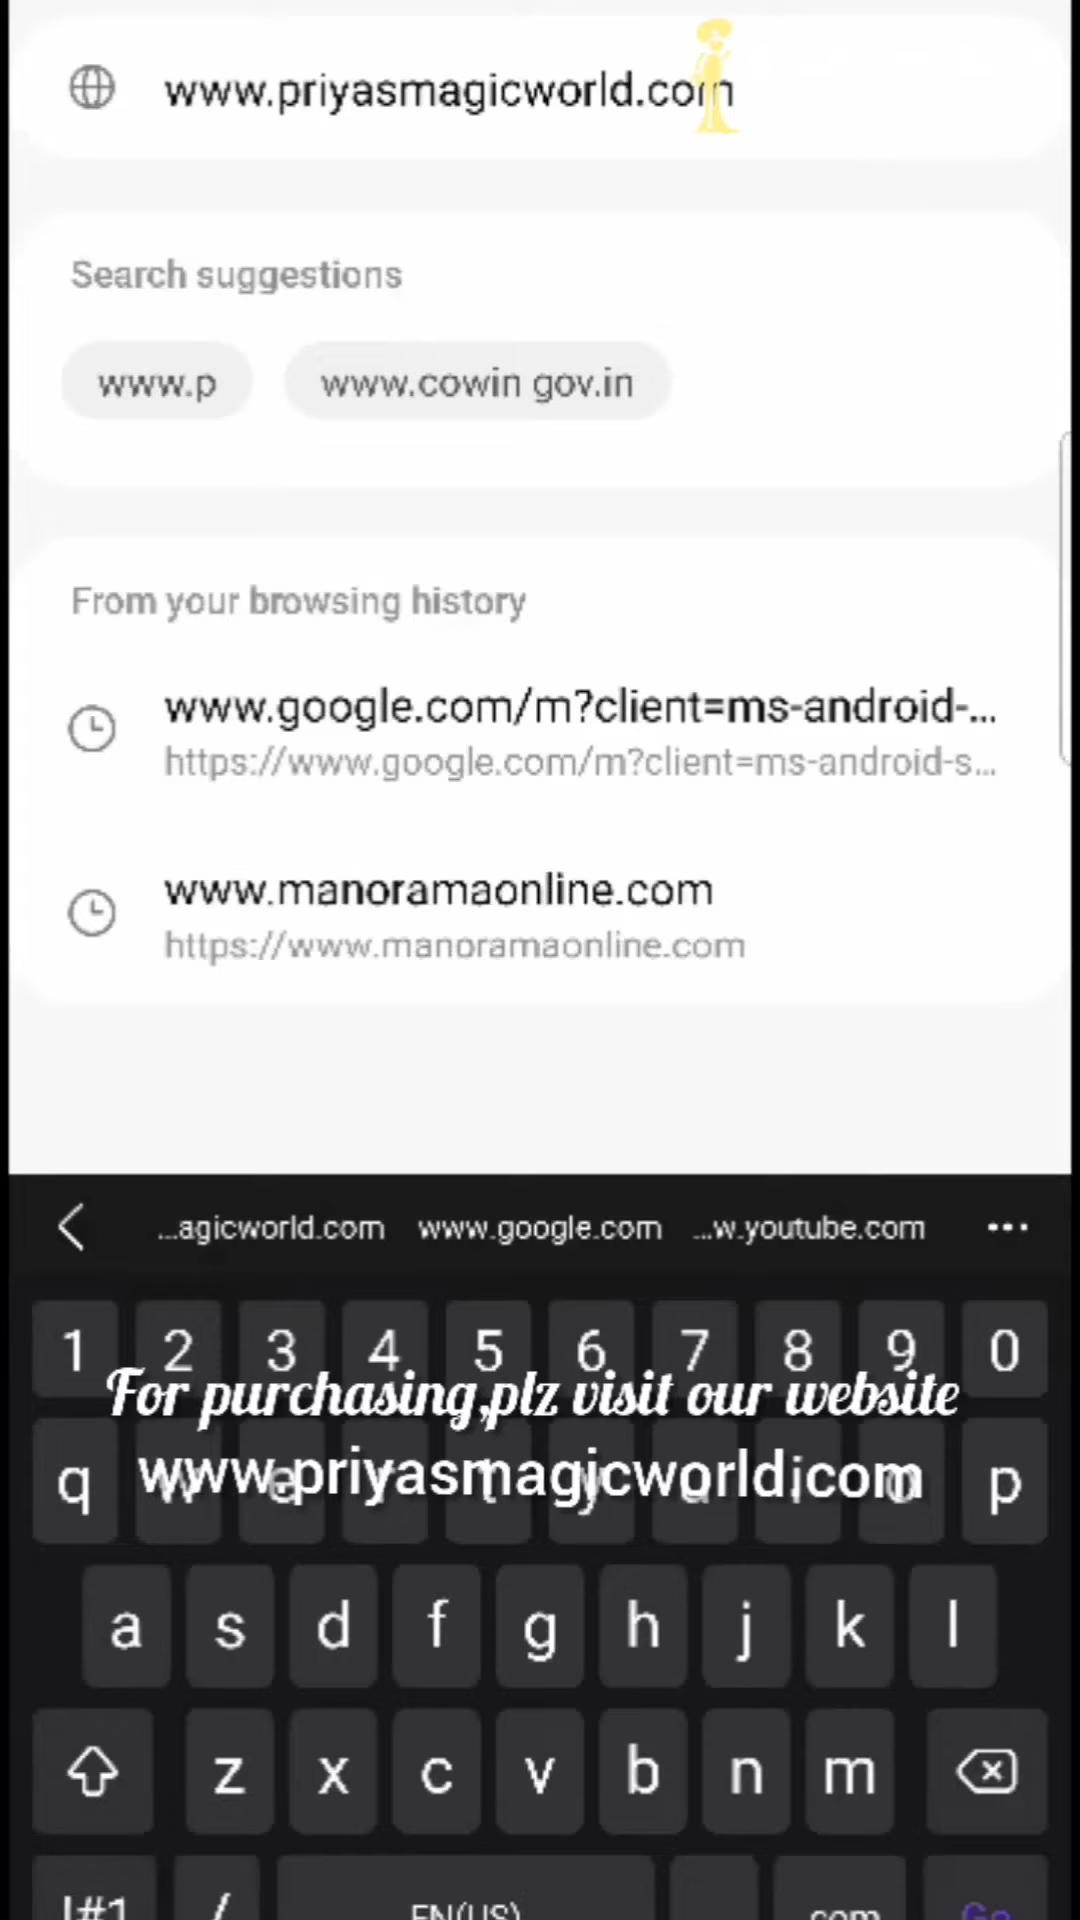 www.priyasmagicworld.com
Search suggestions
www.p
www.cowin gov.in
From your browsing history
www.google.com/m?client=ms-android-...
https://www.google.com/m?client=ms-android-s...
www.manoramaonline.com
https://www.manoramaonline.com
...agicworld.com www.google.com ...w.youtube.com
1 2 3 4 5 6 7 8 9 0
For purchasing,plz visit our website
q w e r t y u i o p
www.priyasmagicworld.com
a s d f g h j k l
z x c v b n m
!#1 / EN(US) .com Go